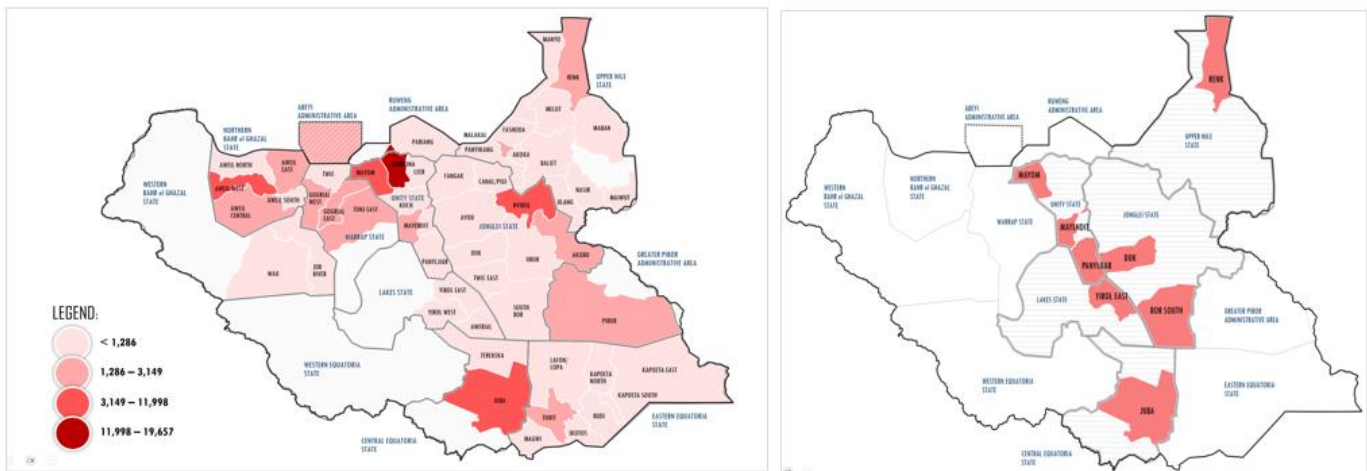 MANYO
RENK
UPPER NILE
STATE
RUWENG
ADMINISTRATIVE AREA
ABEYI
ADMINISTRATIVE AREA
MELUT
MABAN
NORTHERN
BAHR el GHAZAL
STATE
FASHODA
MALAKAL
PARIANG
PANYIKANG
AKOKA
BALIET
AWEIL NORTH
AWEIL
EAST
TWIC
MAYOM
FANGAK
CANAL/PIGI
NASIR
MAIWUT
AWEIL WEST
AWEIL SOUTH
AWEIL
CENTRAL
WESTERN
BAHR el GHAZAL
STATE
GOGRIAL
WEST
GOGRIAL
EAST
TONJ EAST
UNITY STATE
KOCH
MAYENDIT
NYIROL
ULANG
AYOD
JONGLEI STATE
WARRAP STATE
AKOBO
GREATER PIBOR
ADMINISTRATIVE AREA
PANYIJIAR
DUK
UROR
WAU
JUR
RIVER
TWIC EAST
LAKES STATE
YIROL EAST
YIROL WEST
AWERIAL
SOUTH
BOR
PIBOR
LEGEND:
< 1,286
1,286 – 3,149
3,149 – 11,998
11,998 – 19,657
WESTERN EQUATORIA
STATE
TEREKEKA
LAFON/
LOPA
KAPOETA
NORTH
KAPOETA EAST
KAPOETA SOUTH
JUBA
TORIT
BUDI
IKOTOS
MAGWI
EASTERN EQUATORIA
STATE
CENTRAL EQUATORIA
STATE
RENK
ABEYI
ADMINISTRATIVE AREA
RUWENG
ADMINISTRATIVE AREA
UPPER NILE
STATE
MAYOM
NORTHERN
BAHR el GHAZAL
STATE
WESTERN
BAHR el GHAZAL
STATE
UNITY STATE
WARRAP STATE
JONGLEI STATE
MAYENDIT
PANYIJIAR
DUK
LAKES STATE
YIROL EAST
BOR SOUTH
GREATER PIBOR
ADMINISTRATIVE AREA
WESTERN EQUATORIA
STATE
EASTERN EQUATORIA
STATE
JUBA
CENTRAL EQUATORIA
STATE